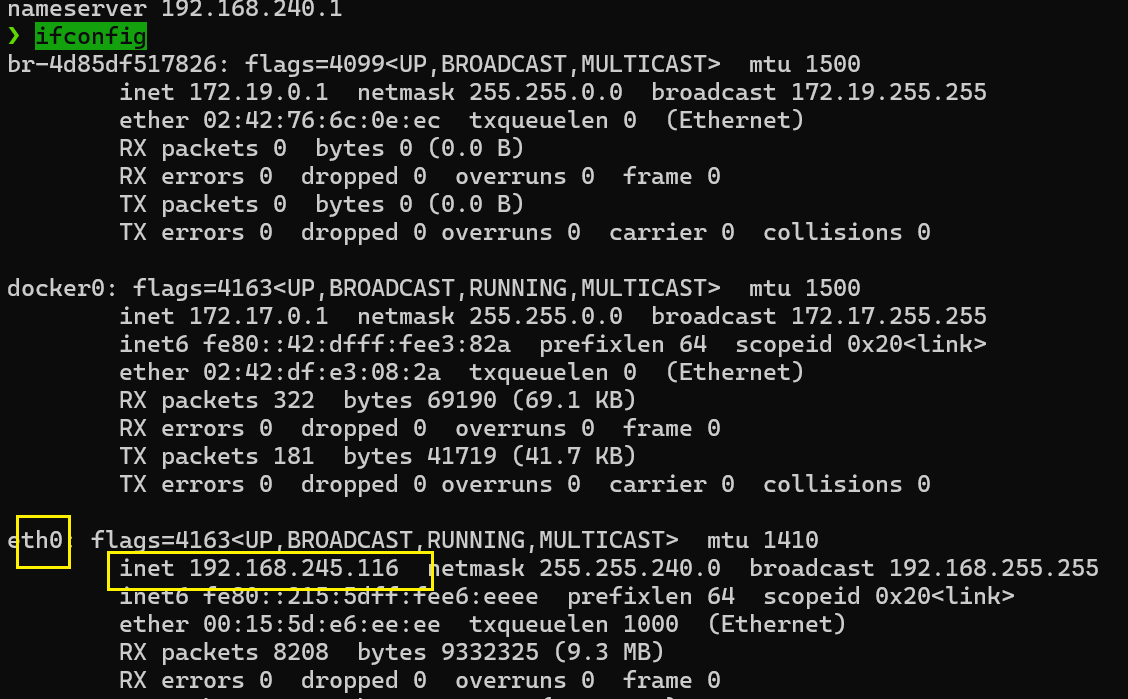 nameserver 192.168.240.1
❯ ifconfig
br-4d85df517826: flags=4099<UP,BROADCAST,MULTICAST>  mtu 1500
        inet 172.19.0.1  netmask 255.255.0.0  broadcast 172.19.255.255
        ether 02:42:76:6c:0e:ec  txqueuelen 0  (Ethernet)
        RX packets 0  bytes 0 (0.0 B)
        RX errors 0  dropped 0  overruns 0  frame 0
        TX packets 0  bytes 0 (0.0 B)
        TX errors 0  dropped 0 overruns 0  carrier 0  collisions 0

docker0: flags=4163<UP,BROADCAST,RUNNING,MULTICAST>  mtu 1500
        inet 172.17.0.1  netmask 255.255.0.0  broadcast 172.17.255.255
        inet6 fe80::42:dfff:fee3:82a  prefixlen 64  scopeid 0x20<link>
        ether 02:42:df:e3:08:2a  txqueuelen 0  (Ethernet)
        RX packets 322  bytes 69190 (69.1 KB)
        RX errors 0  dropped 0  overruns 0  frame 0
        TX packets 181  bytes 41719 (41.7 KB)
        TX errors 0  dropped 0 overruns 0  carrier 0  collisions 0

eth0: flags=4163<UP,BROADCAST,RUNNING,MULTICAST>  mtu 1410
        inet 192.168.245.116  netmask 255.255.240.0  broadcast 192.168.255.255
        inet6 fe80::215:5dff:fee6:eeee  prefixlen 64  scopeid 0x20<link>
        ether 00:15:5d:e6:ee:ee  txqueuelen 1000  (Ethernet)
        RX packets 8208  bytes 9332325 (9.3 MB)
        RX errors 0  dropped 0  overruns 0  frame 0